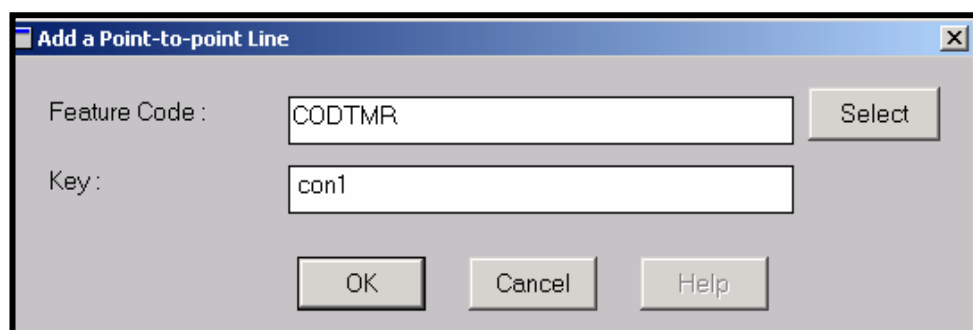 Add a Point-to-point Line
Feature Code : CODTMR Select
Key : con1
OK Cancel Help